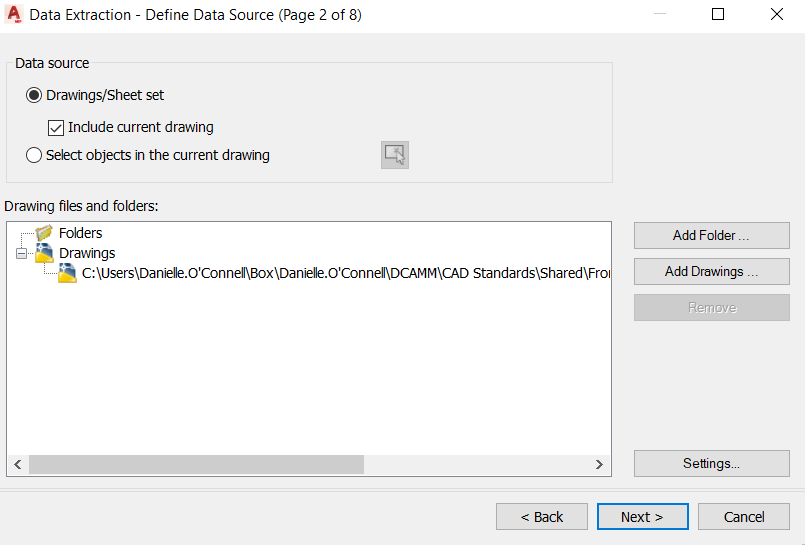 Data Extraction - Define Data Source (Page 2 of 8)
Data source
Drawings/Sheet set
Include current drawing
Select objects in the current drawing
Drawing files and folders:
Folders
Drawings
C:\Users\Danielle.O'Connell\Box\Danielle.O'Connell\DCAMM\CAD Standards\Shared\Fro
Add Folder ...
Add Drawings ...
Remove
Settings...
< Back
Next >
Cancel